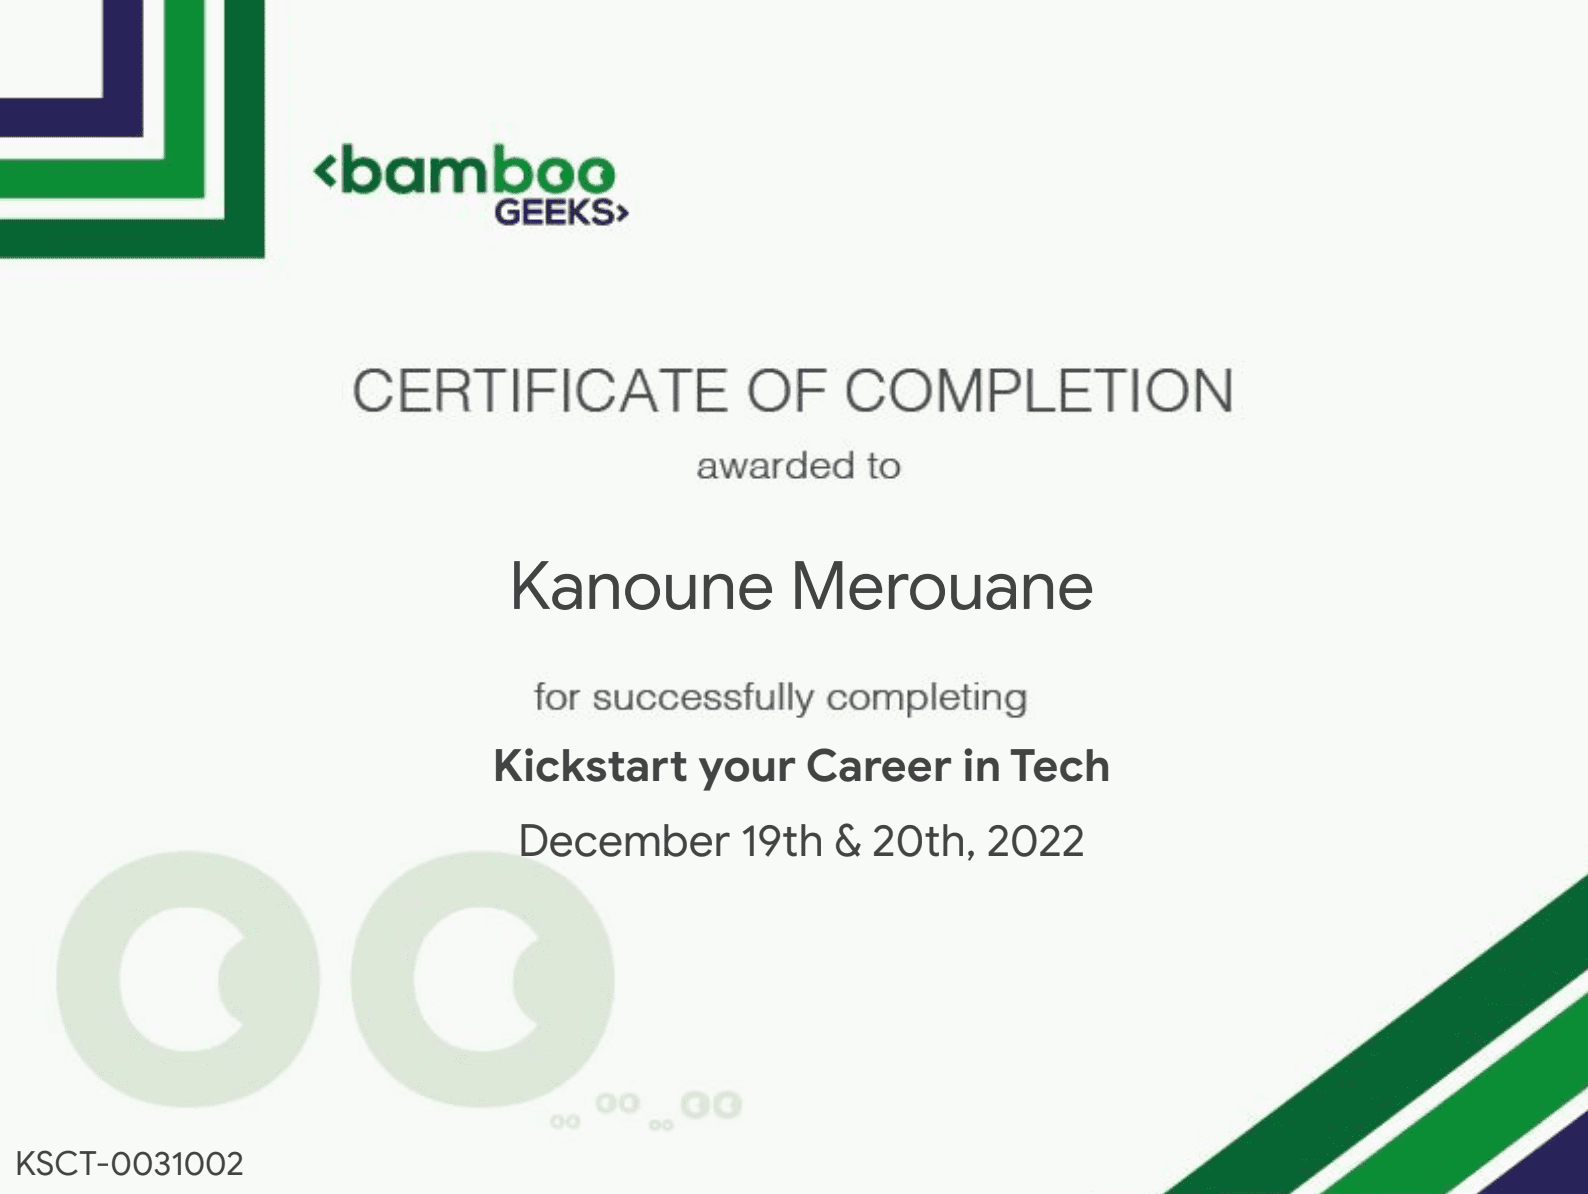 <bamboo
GEEKS>
CERTIFICATE OF COMPLETION
awarded to
Kanoune Merouane
for successfully completing
Kickstart your Career in Tech
December 19th & 20th, 2022
KSCT-0031002